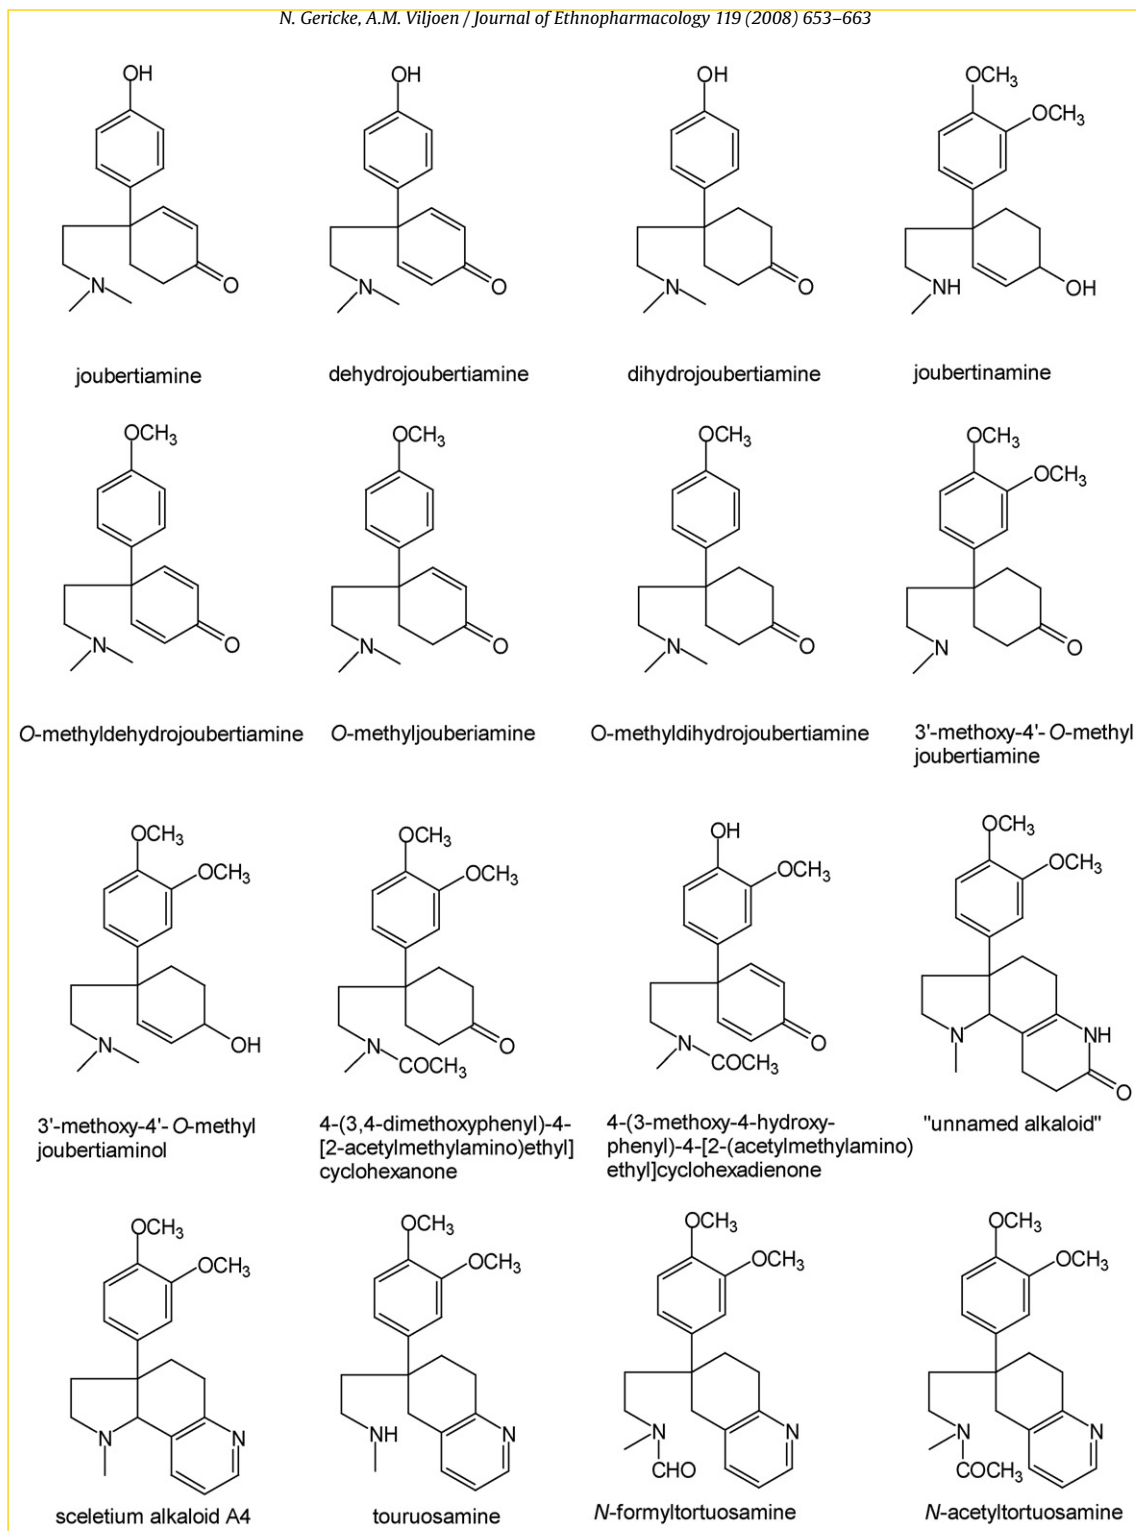 N. Gericke, A.M. Viljoen / Journal of Ethnopharmacology 119 (2008) 653–663
OH
OH
OH
OCH3
OCH3
N
O
N
O
N
O
NH
OH
joubertiamine
dehydrojoubertiamine
dihydrojoubertiamine
joubertinamine
OCH3
OCH3
OCH3
OCH3
OCH3
N
O
N
O
N
O
N
O
O-methyldehydrojoubertiamine
O-methyljouberiamine
O-methyldihydrojoubertiamine
3'-methoxy-4'-O-methyl
joubertiamine
OCH3
OCH3
OCH3
OCH3
OH
OCH3
OCH3
OCH3
N
OH
N
COCH3
O
N
COCH3
O
N
NH
O
3'-methoxy-4'-O-methyl
joubertiaminol
4-(3,4-dimethoxyphenyl)-4-
[2-acetylmethylamino)ethyl]
cyclohexanone
4-(3-methoxy-4-hydroxy-
phenyl)-4-[2-(acetylmethylamino)
ethyl]cyclohexadienone
"unnamed alkaloid"
OCH3
OCH3
OCH3
OCH3
OCH3
OCH3
OCH3
OCH3
N
N
NH
N
N
CHO
N
N
COCH3
N
sceletium alkaloid A4
touruosamine
N-formyltortuosamine
N-acetyltortuosamine